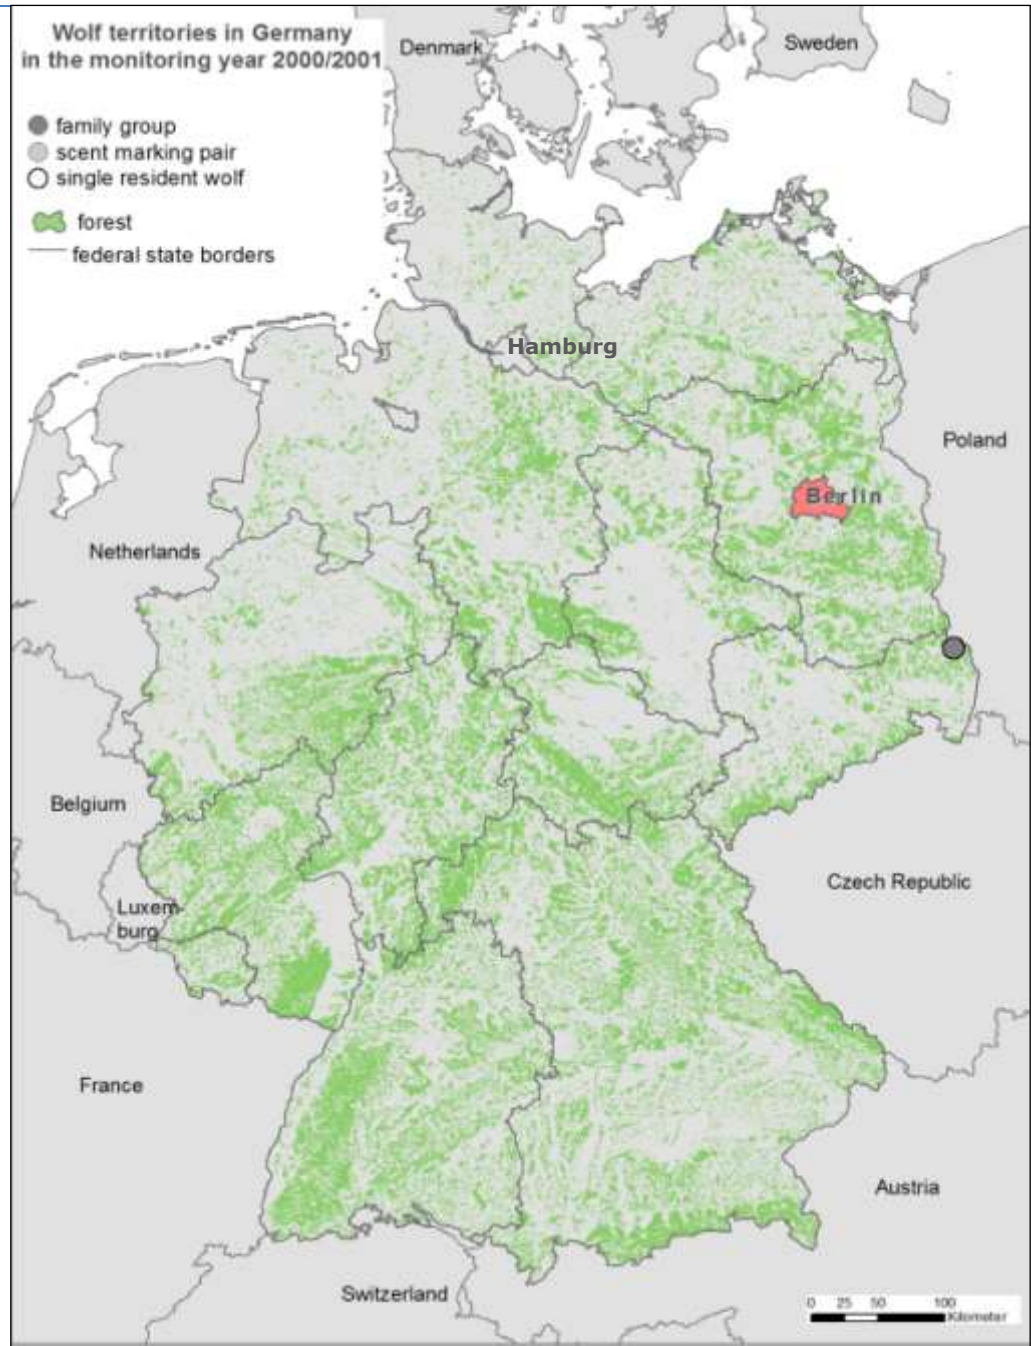 Wolf territories in Germany
in the monitoring year 2000/2001
family group
scent marking pair
single resident wolf
forest
federal state borders
Denmark
Sweden
Hamburg
Poland
Berlin
Netherlands
Belgium
Czech Republic
Luxem-
burg
France
Austria
Switzerland
0 25 50 100
Kilometer